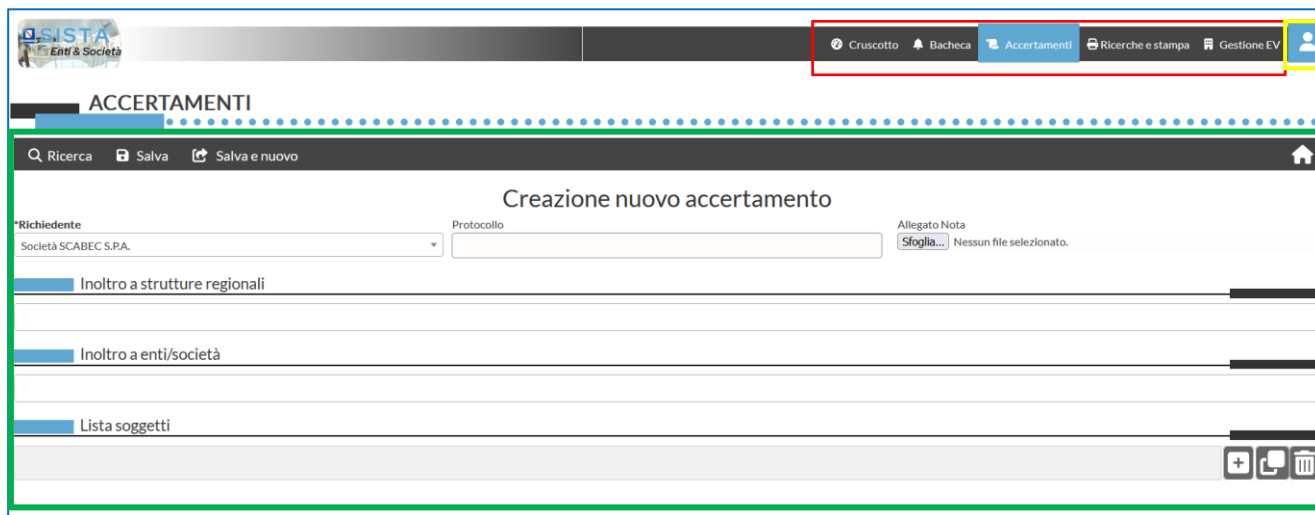 SISTA
Enti & Società
Cruscotto Bacheca Accertamenti Ricerche e stampa Gestione EV
ACCERTAMENTI
Ricerca Salva Salva e nuovo
Creazione nuovo accertamento
*Richiedente Protocollo Allegato Nota
Società SCABEC S.P.A. Sfoglia... Nessun file selezionato.
Inoltro a strutture regionali
Inoltro a enti/società
Lista soggetti